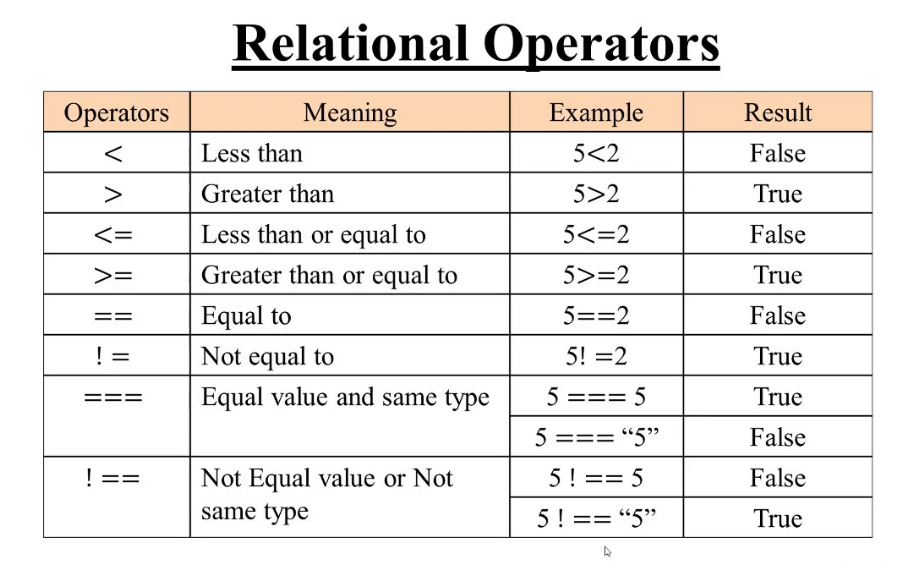 Relational Operators
Operators Meaning Example Result
< Less than 5<2 False
> Greater than 5>2 True
<= Less than or equal to 5<=2 False
>= Greater than or equal to 5>=2 True
== Equal to 5==2 False
! = Not equal to 5! =2 True
=== Equal value and same type 5 === 5 True
5 === “5” False
! == Not Equal value or Not 5 ! == 5 False
same type 5 ! == “5” True